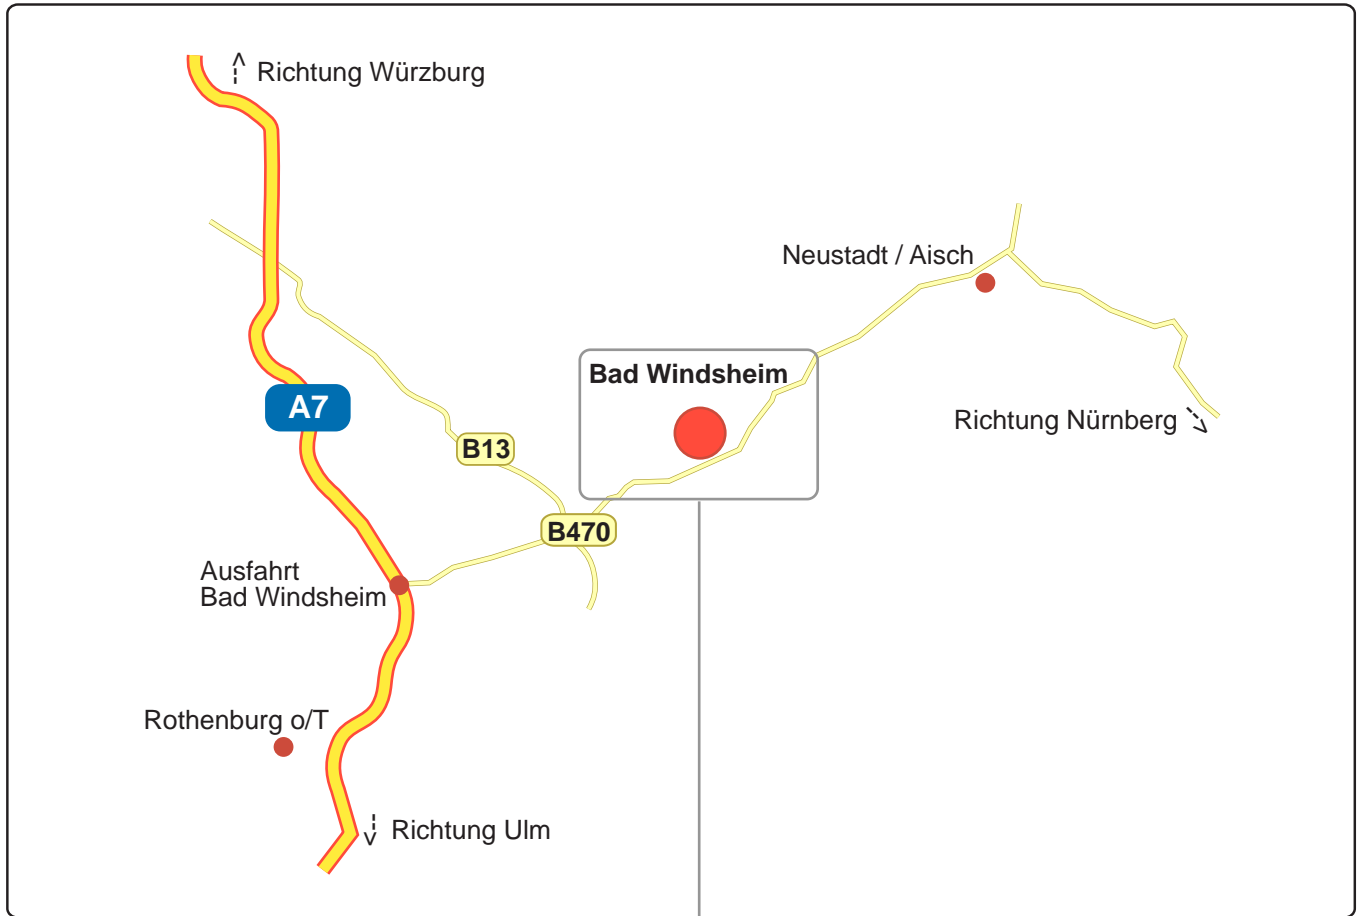 Richtung Würzburg
Neustadt / Aisch
Bad Windsheim
A7
Richtung Nürnberg
B13
B470
Ausfahrt
Bad Windsheim
Rothenburg o/T
Richtung Ulm